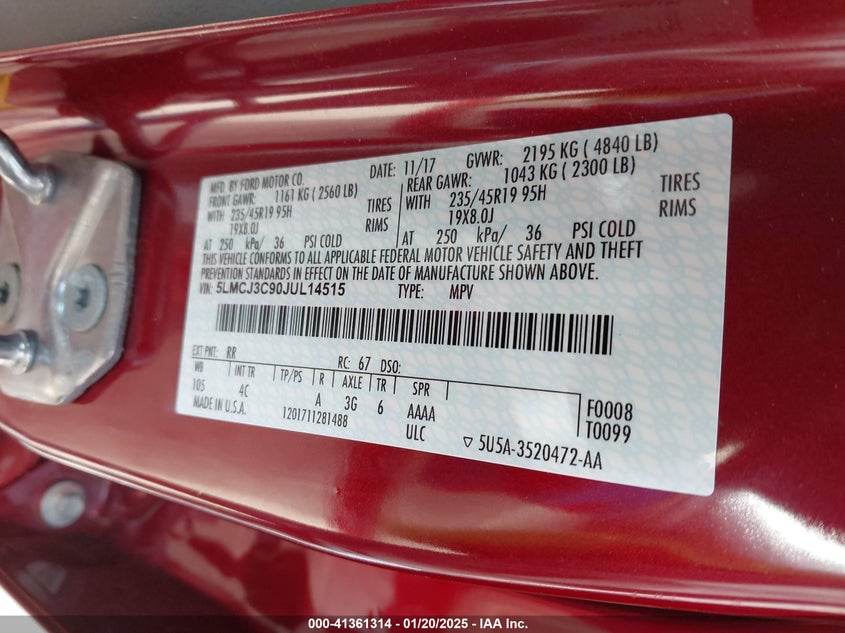 MFD. BY FORD MOTOR CO. DATE: 11/17 GVWR: 2195 KG ( 4840 LB)
FRONT GAWR: 1161 KG ( 2560 LB) REAR GAWR: 1043 KG ( 2300 LB)
WITH 235/45R19 95H TIRES WITH 235/45R19 95H TIRES
19X8.0J RIMS 19X8.0J RIMS
AT 250 kPa/ 36 PSI COLD AT 250 kPa/ 36 PSI COLD
THIS VEHICLE CONFORMS TO ALL APPLICABLE FEDERAL MOTOR VEHICLE SAFETY AND THEFT
PREVENTION STANDARDS IN EFFECT ON THE DATE OF MANUFACTURE SHOWN ABOVE.
VIN: 5LMCJ3C90JUL14515 TYPE: MPV
EXT PNT: RR RC: 67 DSO:
WB INT TR TP/PS R AXLE TR SPR
105 4C A 3G 6 AAAA F0008
MADE IN U.S.A. 1201711281488 ULC T0099
▽ 5U5A-3520472-AA
000-41361314 / 01/20/2025 - IAA Inc.